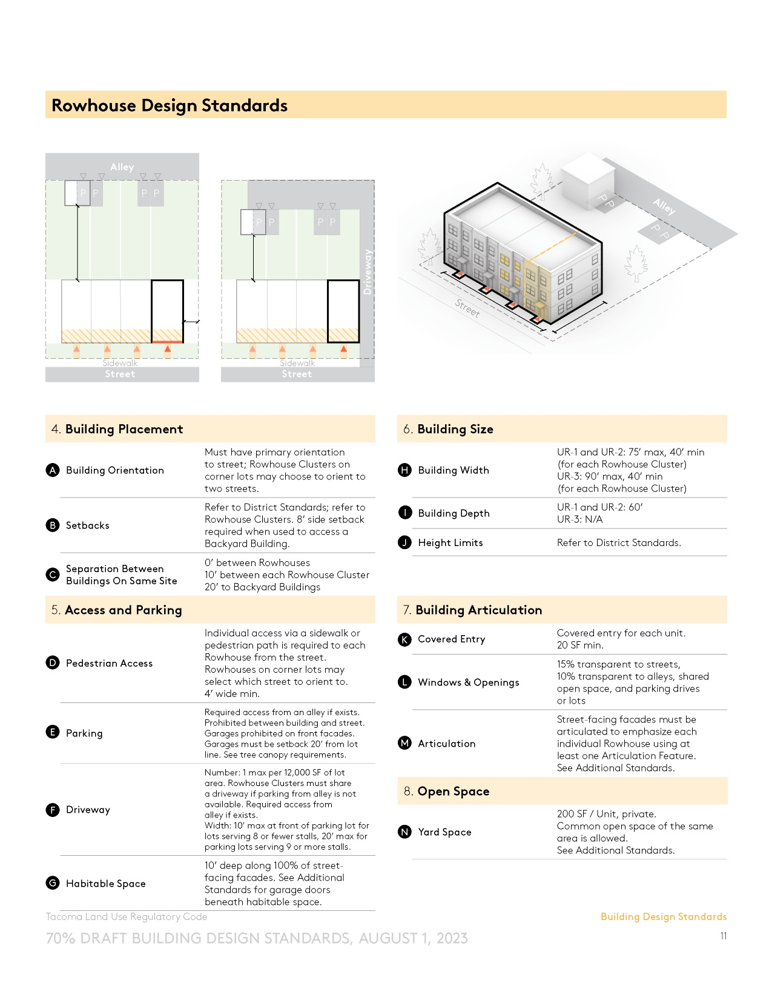 Rowhouse Design Standards
Alley
P P
P P
Sidewalk
Street
P P
P P
Driveway
Sidewalk
Street
Alley
P P
P P
Street
4. Building Placement
A Building Orientation
Must have primary orientation
to street; Rowhouse Clusters on
corner lots may choose to orient to
two streets.
B Setbacks
Refer to District Standards; refer to
Rowhouse Clusters. 8’ side setback
required when used to access a
Backyard Building.
C Separation Between
Buildings On Same Site
0’ between Rowhouses
10’ between each Rowhouse Cluster
20’ to Backyard Buildings
5. Access and Parking
D Pedestrian Access
Individual access via a sidewalk or
pedestrian path is required to each
Rowhouse from the street.
Rowhouses on corner lots may
select which street to orient to.
4’ wide min.
E Parking
Required access from an alley if exists.
Prohibited between building and street.
Garages prohibited on front facades.
Garages must be setback 20’ from lot
line. See tree canopy requirements.
F Driveway
Number: 1 max per 12,000 SF of lot
area. Rowhouse Clusters must share
a driveway if parking from alley is not
available. Required access from
alley if exists.
Width: 10’ max at front of parking lot for
lots serving 8 or fewer stalls, 20’ max for
parking lots serving 9 or more stalls.
G Habitable Space
10’ deep along 100% of street-
facing facades. See Additional
Standards for garage doors
beneath habitable space.
6. Building Size
H Building Width
UR-1 and UR-2: 75’ max, 40’ min
(for each Rowhouse Cluster)
UR-3: 90’ max, 40’ min
(for each Rowhouse Cluster)
I Building Depth
UR-1 and UR-2: 60’
UR-3: N/A
J Height Limits
Refer to District Standards.
7. Building Articulation
K Covered Entry
Covered entry for each unit.
20 SF min.
L Windows & Openings
15% transparent to streets,
10% transparent to alleys, shared
open space, and parking drives
or lots
M Articulation
Street-facing facades must be
articulated to emphasize each
individual Rowhouse using at
least one Articulation Feature.
See Additional Standards.
8. Open Space
N Yard Space
200 SF / Unit, private.
Common open space of the same
area is allowed.
See Additional Standards.
Tacoma Land Use Regulatory Code
Building Design Standards
70% DRAFT BUILDING DESIGN STANDARDS, AUGUST 1, 2023
11